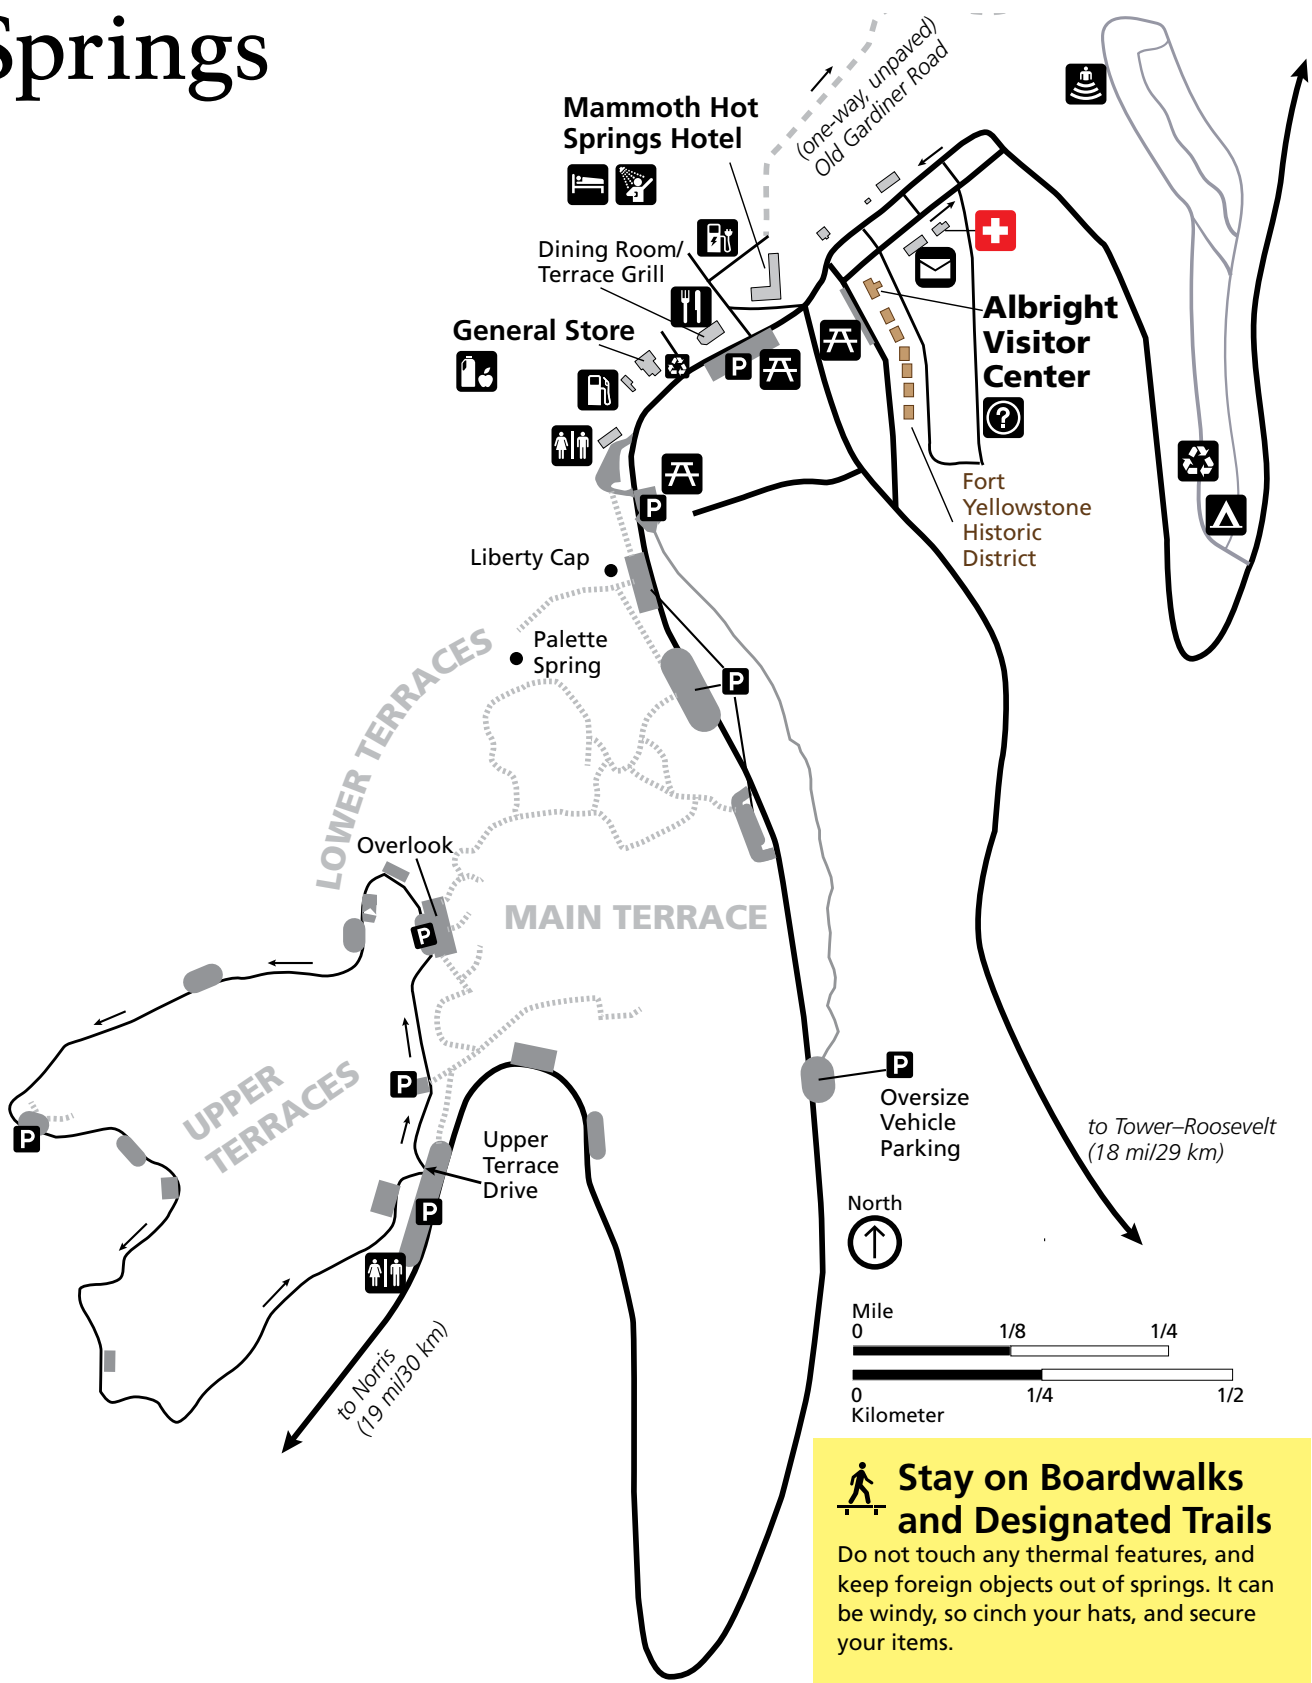 Springs
(one-way, unpaved)
Old Gardiner Road
Mammoth Hot
Springs Hotel
Dining Room/
Terrace Grill
General Store
P
Albright
Visitor
Center
?
Fort
Yellowstone
Historic
District
P
Liberty Cap
Palette
Spring
P
LOWER TERRACES
Overlook
P
MAIN TERRACE
P
P
UPPER
TERRACES
P
Oversize
Vehicle
Parking
Upper
Terrace
Drive
P
to Tower–Roosevelt
(18 mi/29 km)
North
to Norris
(19 mi/30 km)
Mile
0 1/8 1/4
0 1/4 1/2
Kilometer
Stay on Boardwalks
and Designated Trails
Do not touch any thermal features, and
keep foreign objects out of springs. It can
be windy, so cinch your hats, and secure
your items.